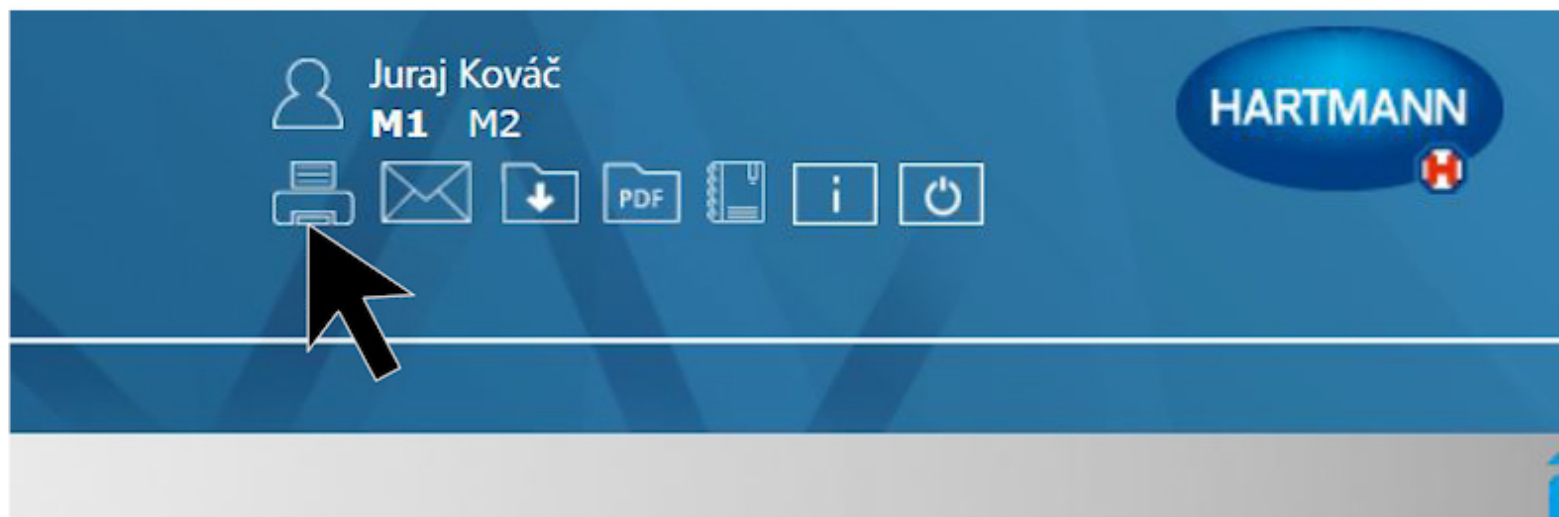 Juraj Kováč
M1 M2
HARTMANN
H
PDF
i